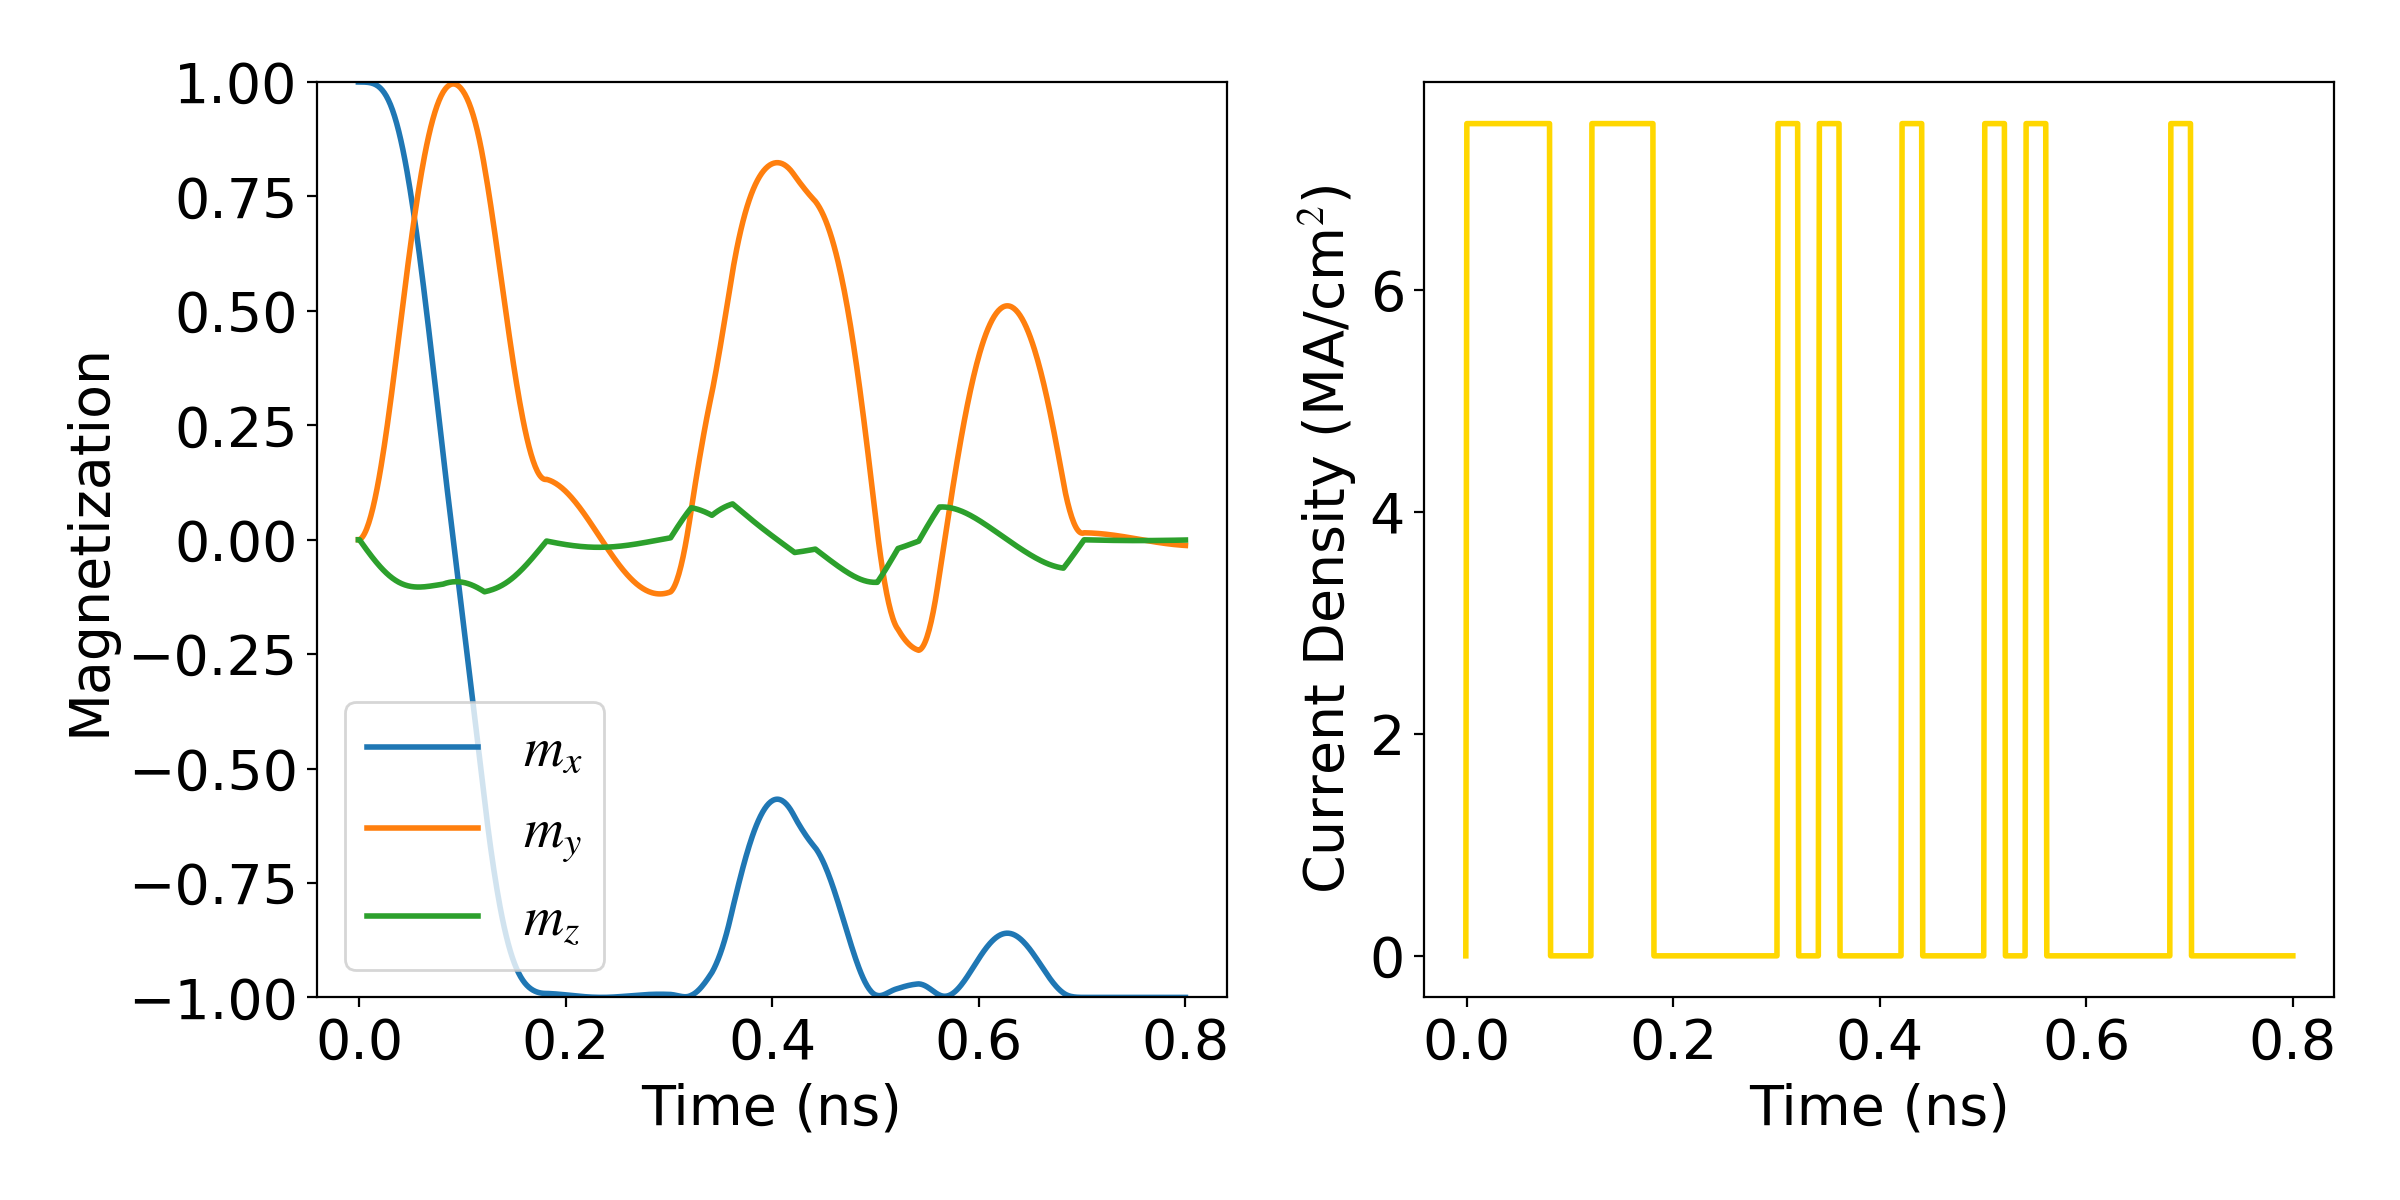 1.00
0.75
0.50
0.25
0.00
−0.25
−0.50
−0.75
−1.00
Magnetization
m_x
m_y
m_z
0.0 0.2 0.4 0.6 0.8
Time (ns)
6
4
2
0
Current Density (MA/cm²)
0.0 0.2 0.4 0.6 0.8
Time (ns)